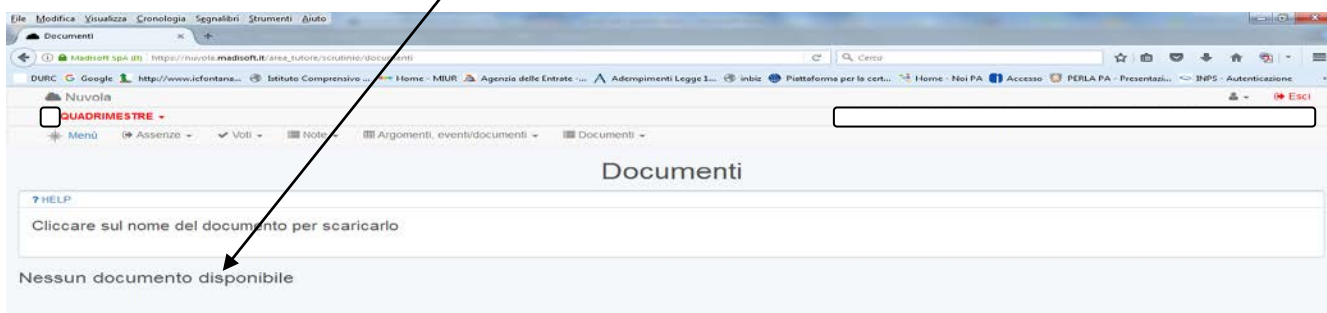 File Modifica Visualizza Cronologia Segnalibri Strumenti Aiuto
Documenti × +
Madisoft SpA (IT) https://nuvola.madisoft.it/area_tutore/scrutinio/documenti Cerca
DURC Google http://www.icfontana... Istituto Comprensivo ... Home - MIUR Agenzia delle Entrate -... Adempimenti Legge 1... inbiz Piattaforma per la cert... Home - Noi PA Accesso PERLA PA - Presentazi... INPS - Autenticazione
Nuvola Esci
QUADRIMESTRE
Menù Assenze Voti Note Argomenti, eventi/documenti Documenti
Documenti
? HELP
Cliccare sul nome del documento per scaricarlo
Nessun documento disponibile